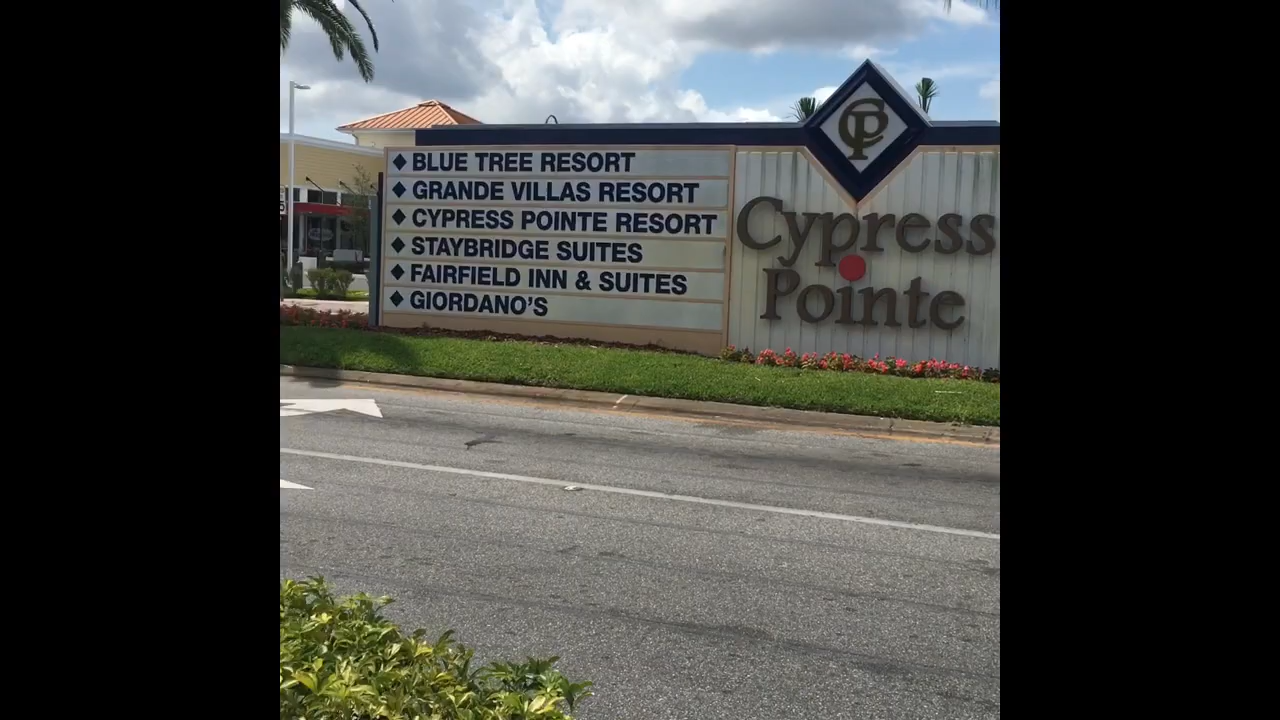 BLUE TREE RESORT
GRANDE VILLAS RESORT
CYPRESS POINTE RESORT
STAYBRIDGE SUITES
FAIRFIELD INN & SUITES
GIORDANO'S
CP
Cypress
Pointe